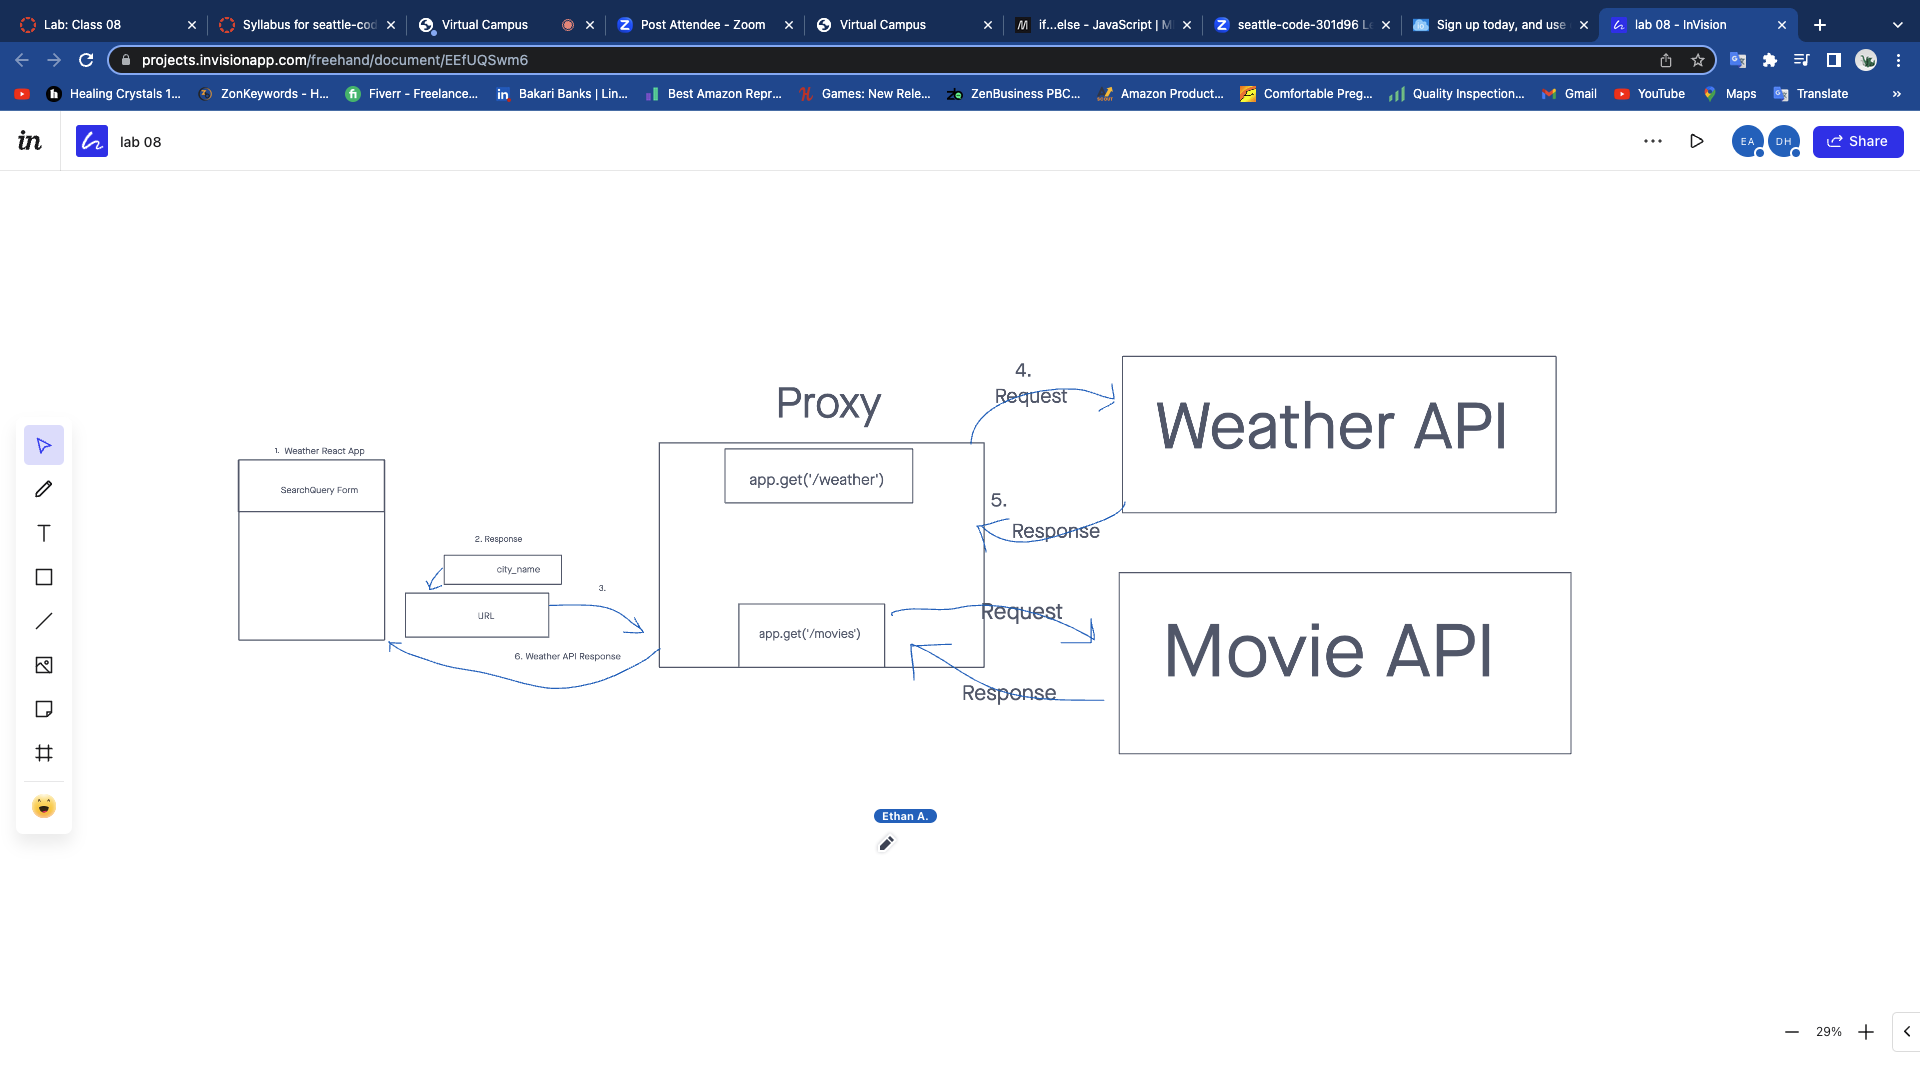 Lab: Class 08
Syllabus for seattle-cod
Virtual Campus
Post Attendee - Zoom
Virtual Campus
if...else - JavaScript | M
seattle-code-301d96 Le
Sign up today, and use
lab 08 - InVision
projects.invisionapp.com/freehand/document/EEfUQSwm6
Healing Crystals 1...
ZonKeywords - H...
Fiverr - Freelance...
Bakari Banks | Lin...
Best Amazon Repr...
Games: New Rele...
ZenBusiness PBC...
Amazon Product...
Comfortable Preg...
Quality Inspection...
Gmail
YouTube
Maps
Translate
»
in
lab 08
EA
DH
Share
4.
Request
Proxy
Weather API
1. Weather React App
SearchQuery Form
app.get('/weather')
5.
Response
2. Response
city_name
3.
URL
Request
app.get('/movies')
Movie API
6. Weather API Response
Response
Ethan A.
29%